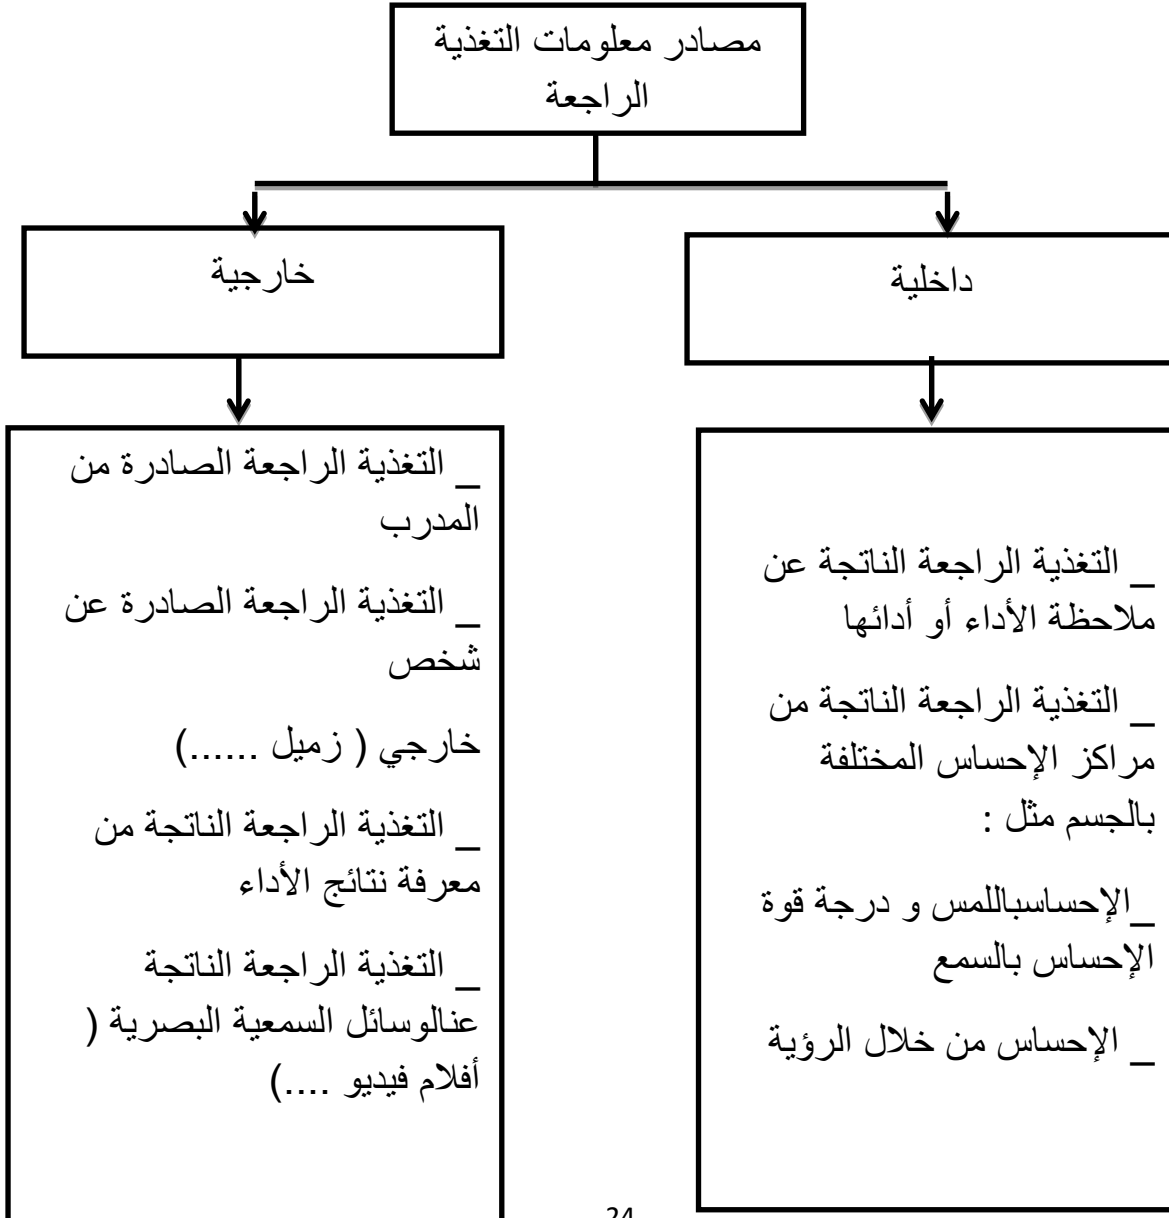 مصادر معلومات التغذية
الراجعة
داخلية
خارجية
_ التغذية الراجعة الناتجة عن
ملاحظة الأداء أو أدائها
_ التغذية الراجعة الناتجة من
مراكز الإحساس المختلفة
بالجسم مثل :
_الإحساسباللمس و درجة قوة
الإحساس بالسمع
_ الإحساس من خلال الرؤية
_ التغذية الراجعة الصادرة من
المدرب
_ التغذية الراجعة الصادرة عن
شخص
خارجي ( زميل ......)
_ التغذية الراجعة الناتجة من
معرفة نتائج الأداء
_ التغذية الراجعة الناتجة
عنالوسائل السمعية البصرية (
أفلام فيديو ....)
24